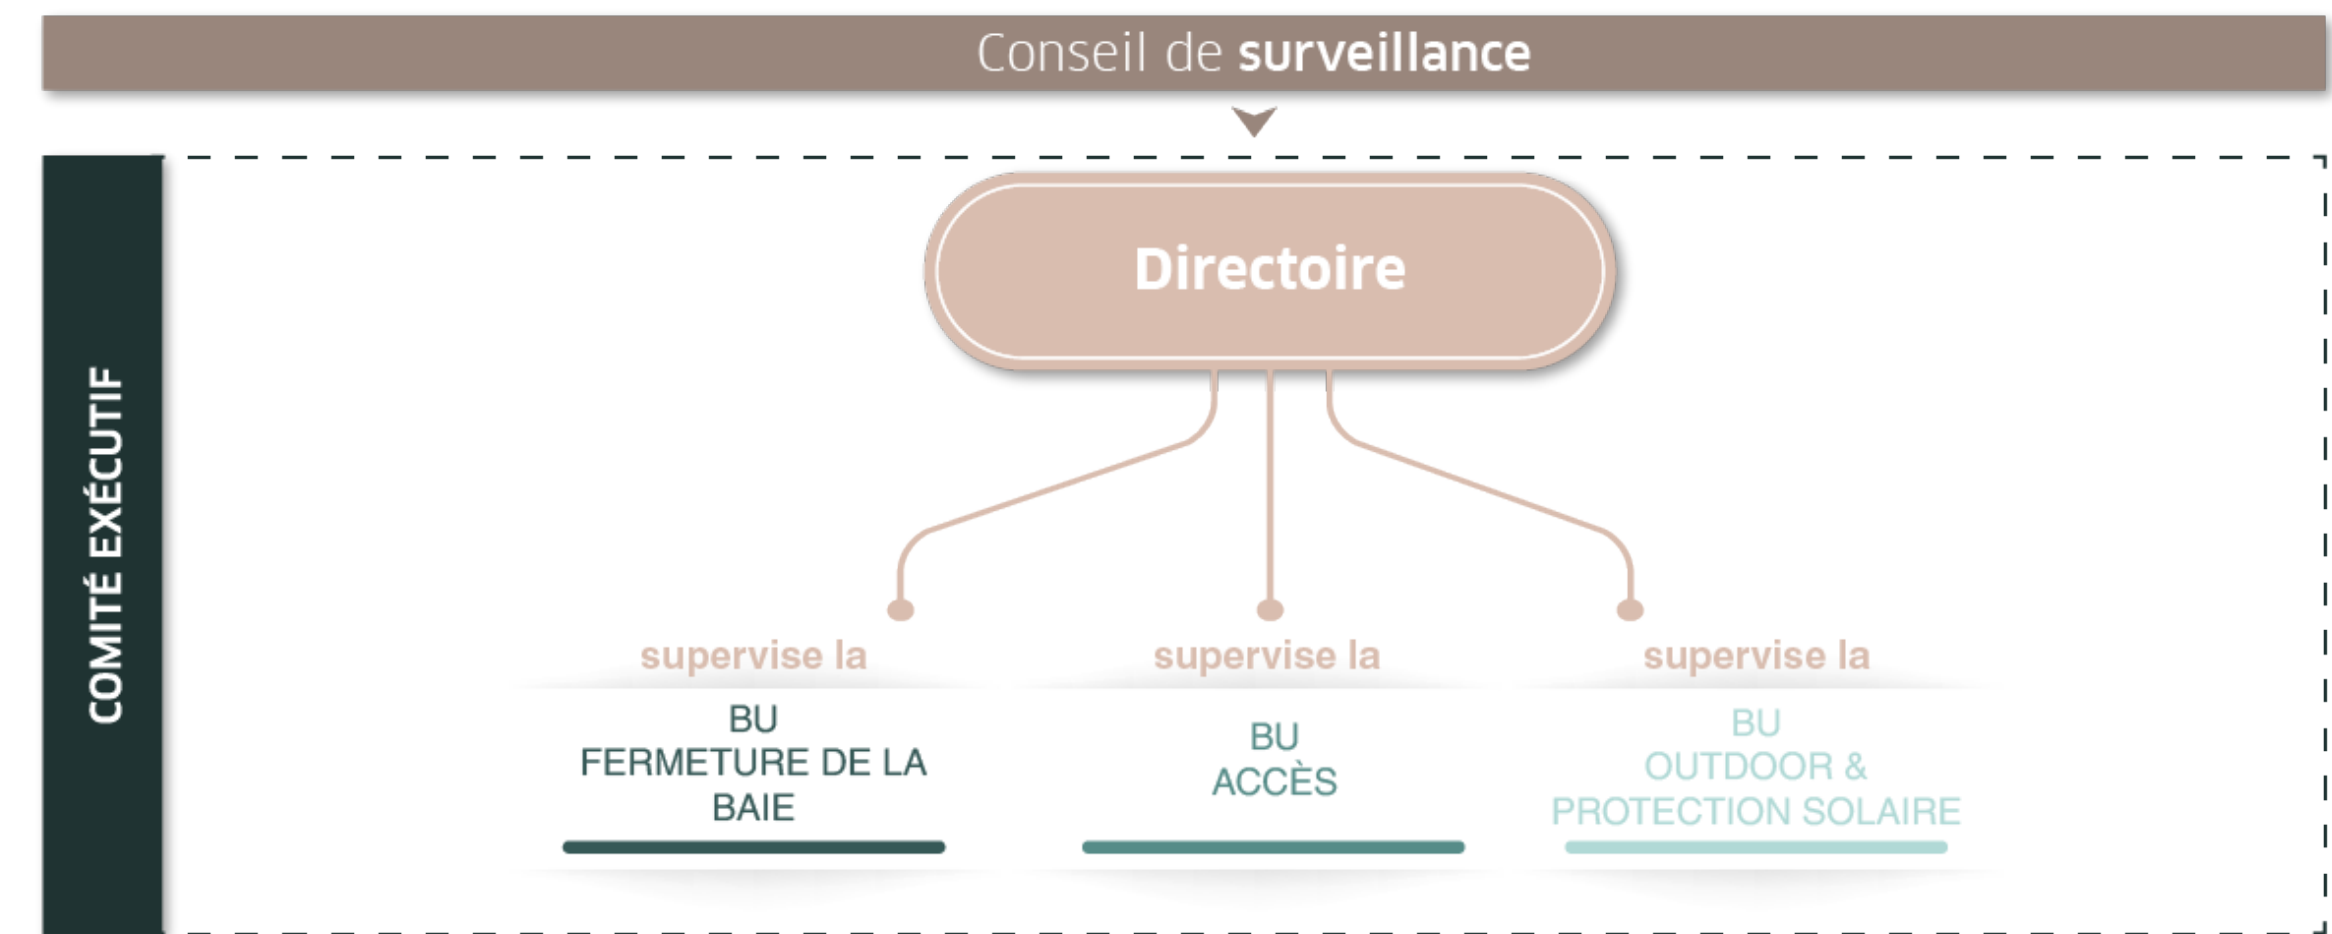 Conseil de surveillance
COMITÉ EXÉCUTIF
Directoire
supervise la
BU
FERMETURE DE LA
BAIE
supervise la
BU
ACCÈS
supervise la
BU
OUTDOOR &
PROTECTION SOLAIRE